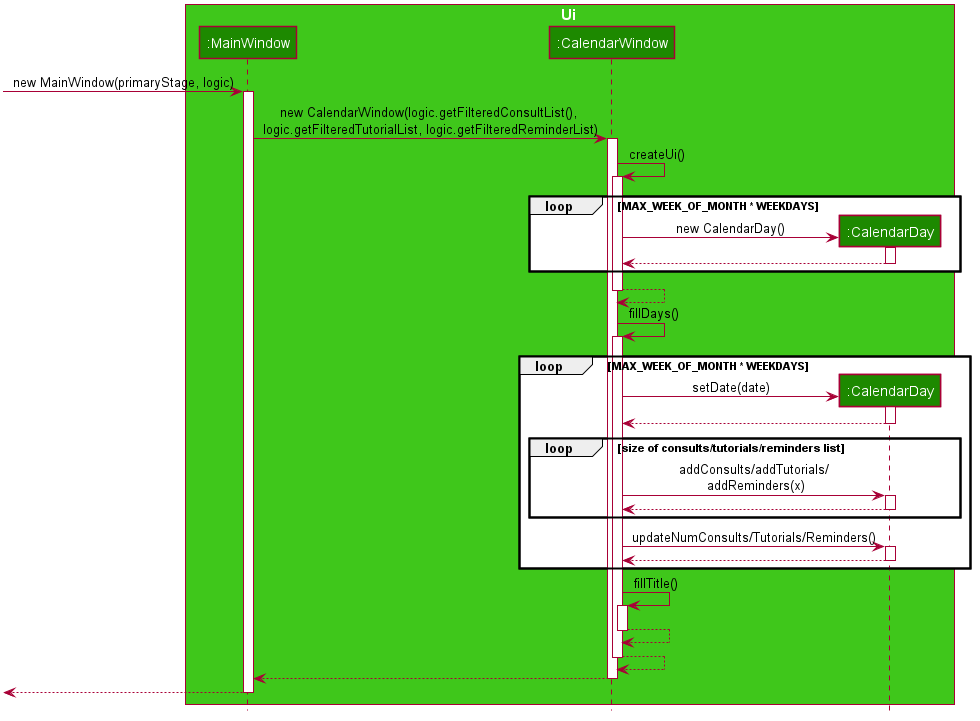 Ui
:MainWindow
:CalendarWindow
new MainWindow(primaryStage, logic)
new CalendarWindow(logic.getFilteredConsultList(),
logic.getFilteredTutorialList, logic.getFilteredReminderList)
createUi()
loop
[MAX_WEEK_OF_MONTH * WEEKDAYS]
new CalendarDay()
:CalendarDay
fillDays()
loop
[MAX_WEEK_OF_MONTH * WEEKDAYS]
setDate(date)
:CalendarDay
loop
[size of consults/tutorials/reminders list]
addConsults/addTutorials/
addReminders(x)
updateNumConsults/Tutorials/Reminders()
fillTitle()